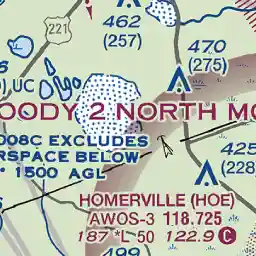 462
(257)
221
470
(275)
UC
OODY 2 NORTH MO
008C EXCLUDES
RSPACE BELOW
1500 AGL
425
(228)
HOMERVILLE (HOE)
AWOS-3 118.725
187 *L 50 122.9 C
499